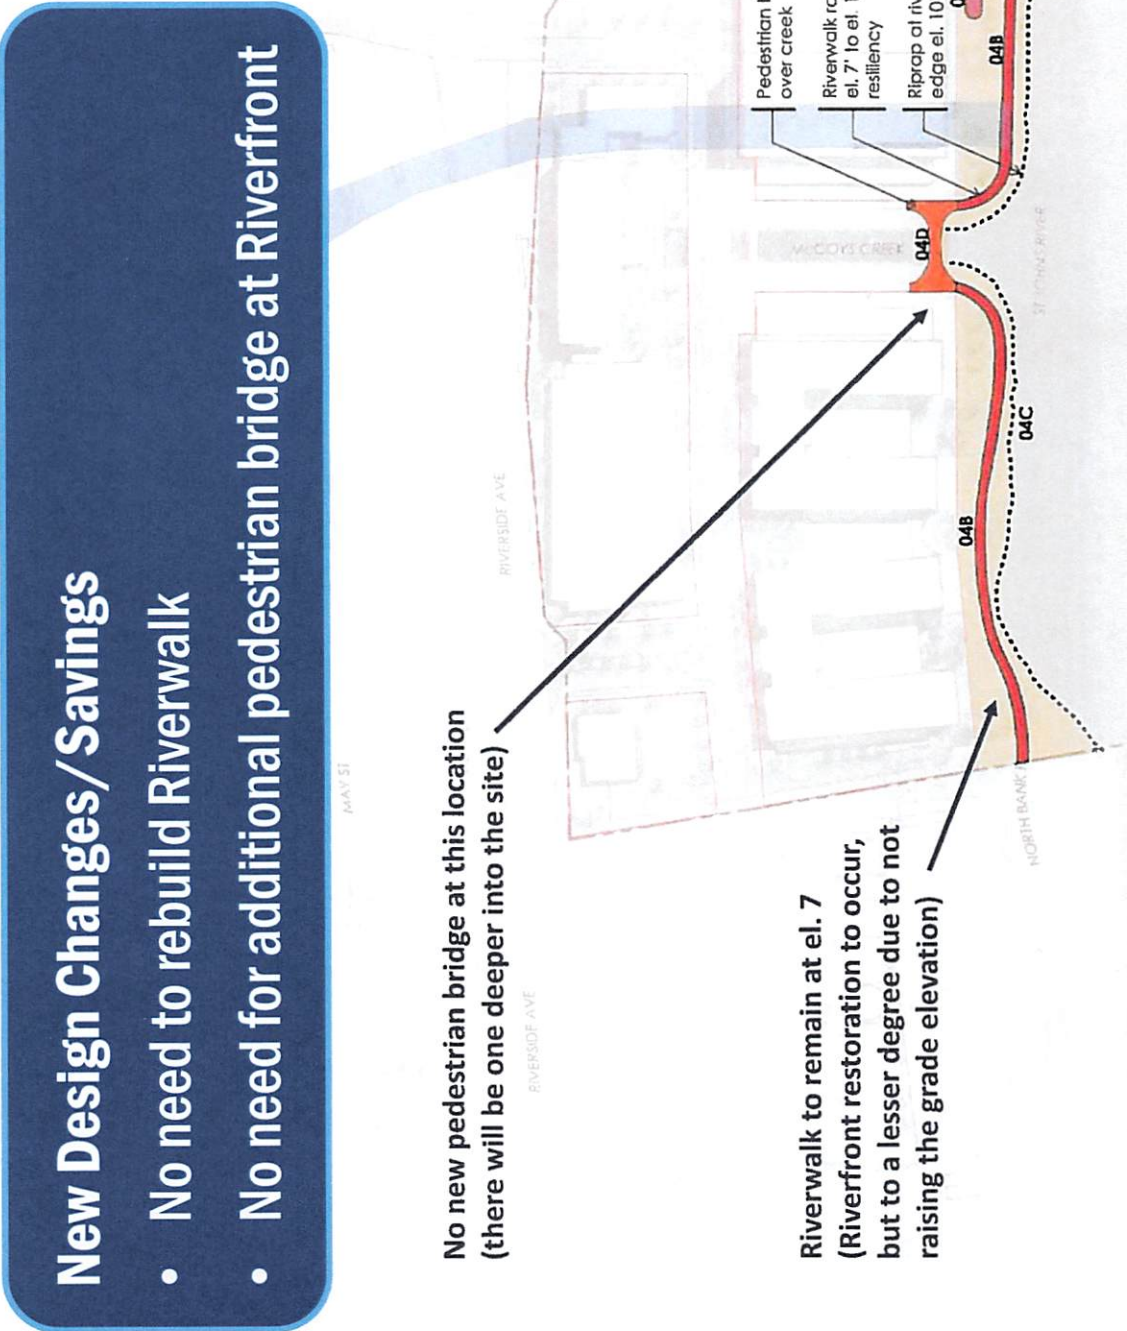 New Design Changes/Savings
• No need to rebuild Riverwalk
• No need for additional pedestrian bridge at Riverfront
MAY ST
No new pedestrian bridge at this location
(there will be one deeper into the site)
RIVERSIDE AVE
RIVERSIDE AVE
Pedestrian
over creek
Riverwalk
el. 7' to el.
resiliency
Riprap at
edge el. 10
McCOYS CREEK
04D
04B
04B
04C
ST JOHNS RIVER
Riverwalk to remain at el. 7
(Riverfront restoration to occur,
but to a lesser degree due to not
raising the grade elevation)
NORTH BANK